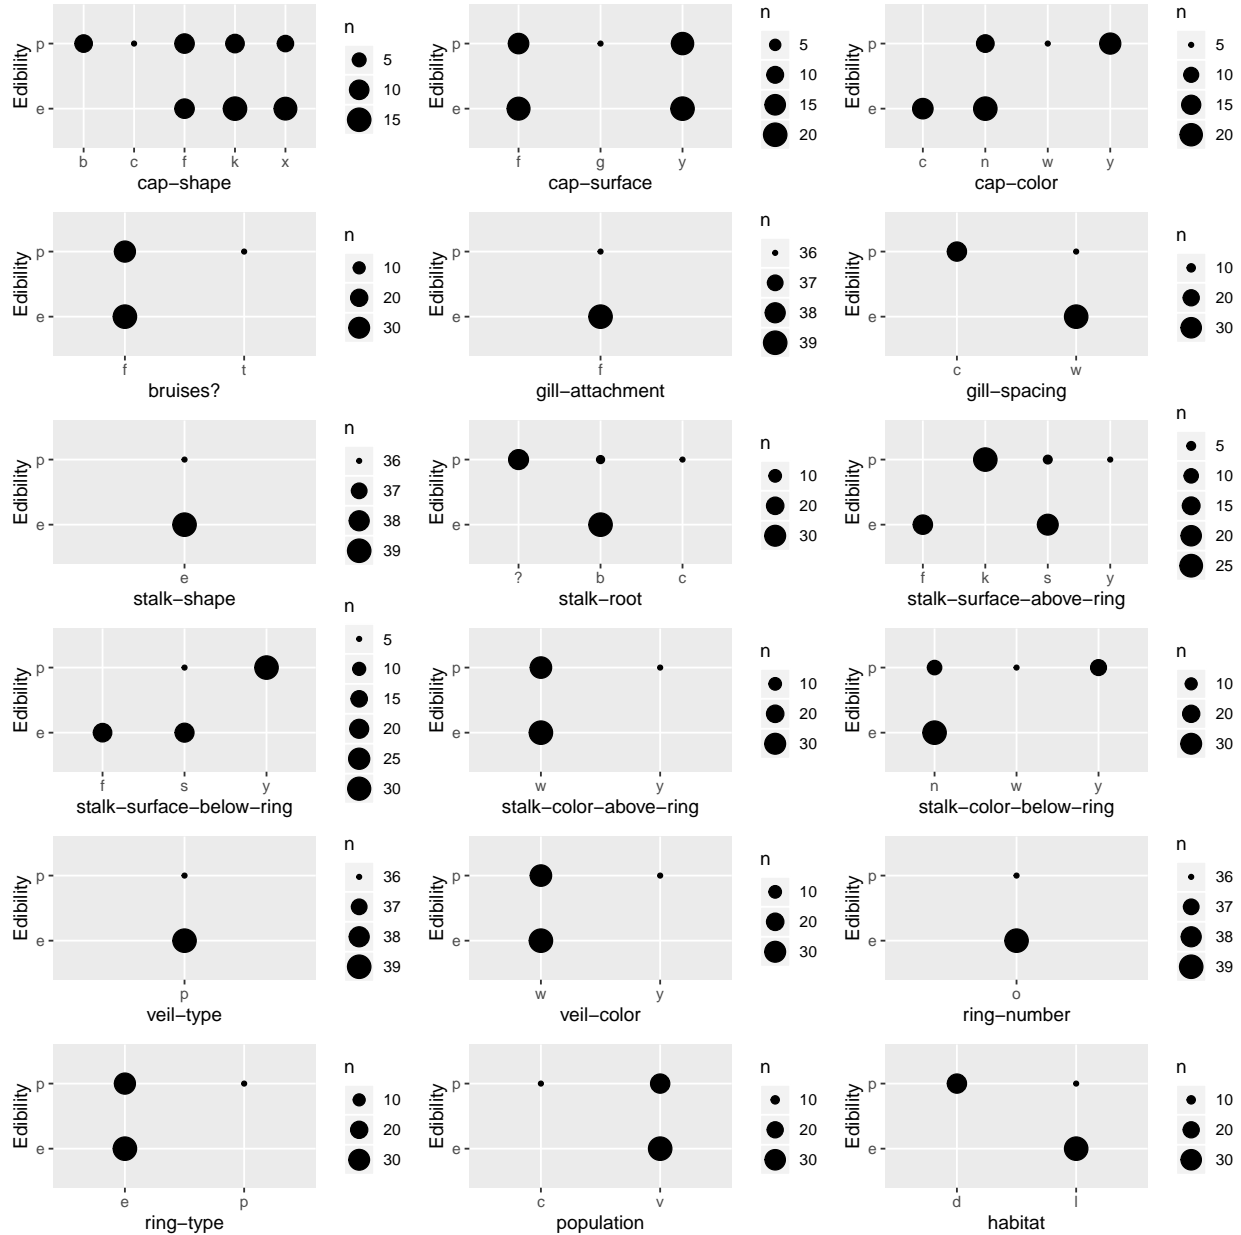 Edibility
p
e
b c f k x
cap−shape
n
5
10
15
Edibility
p
e
f g y
cap−surface
n
5
10
15
20
Edibility
p
e
c n w y
cap−color
n
5
10
15
20
Edibility
p
e
f t
bruises?
n
10
20
30
Edibility
p
e
f
gill−attachment
n
36
37
38
39
Edibility
p
e
c w
gill−spacing
n
10
20
30
Edibility
p
e
e
stalk−shape
n
36
37
38
39
Edibility
p
e
? b c
stalk−root
n
10
20
30
Edibility
p
e
f k s y
stalk−surface−above−ring
n
5
10
15
20
25
Edibility
p
e
f s y
stalk−surface−below−ring
n
5
10
15
20
25
30
Edibility
p
e
w y
stalk−color−above−ring
n
10
20
30
Edibility
p
e
n w y
stalk−color−below−ring
n
10
20
30
Edibility
p
e
p
veil−type
n
36
37
38
39
Edibility
p
e
w y
veil−color
n
10
20
30
Edibility
p
e
o
ring−number
n
36
37
38
39
Edibility
p
e
e p
ring−type
n
10
20
30
Edibility
p
e
c v
population
n
10
20
30
Edibility
p
e
d l
habitat
n
10
20
30